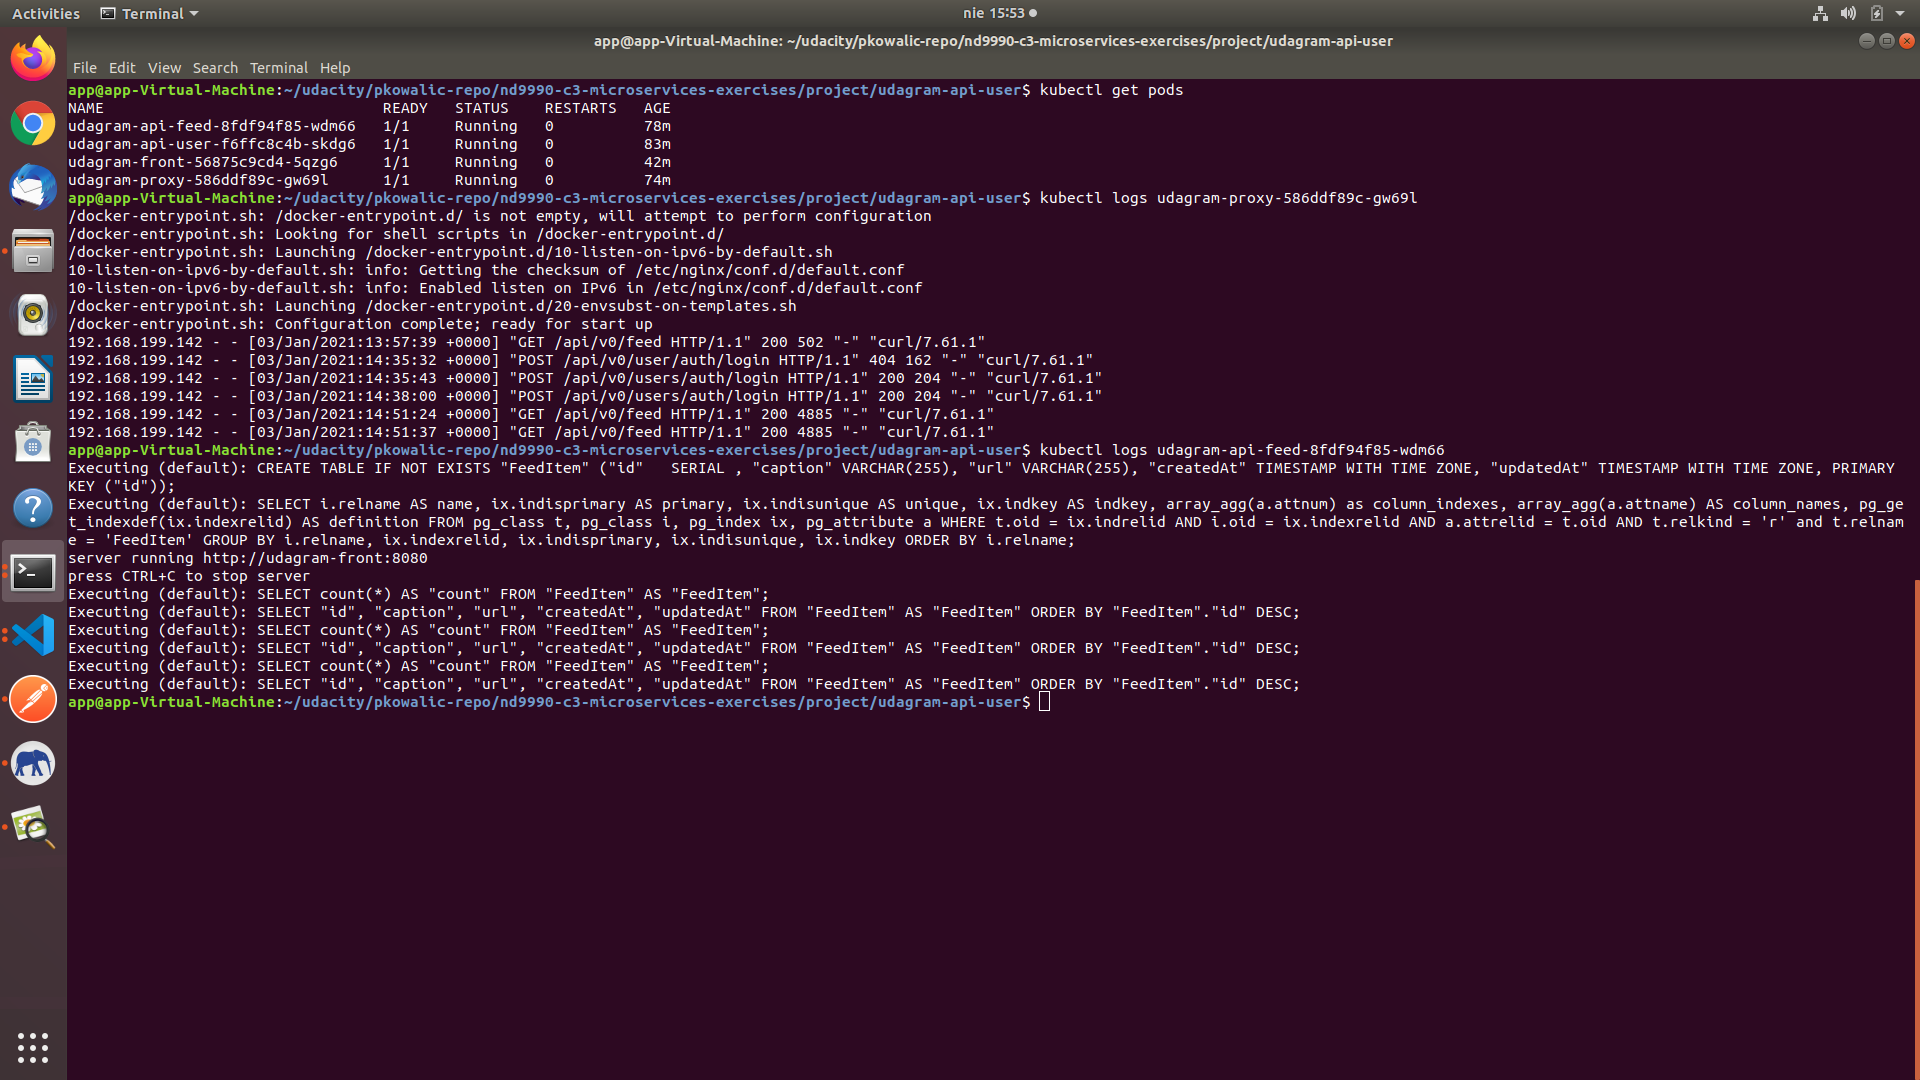 Activities Terminal nie 15:53
app@app-Virtual-Machine: ~/udacity/pkowalic-repo/nd9990-c3-microservices-exercises/project/udagram-api-user
File Edit View Search Terminal Help
app@app-Virtual-Machine:~/udacity/pkowalic-repo/nd9990-c3-microservices-exercises/project/udagram-api-user$ kubectl get pods
NAME READY STATUS RESTARTS AGE
udagram-api-feed-8fdf94f85-wdm66 1/1 Running 0 78m
udagram-api-user-f6ffc8c4b-skdg6 1/1 Running 0 83m
udagram-front-56875c9cd4-5qzg6 1/1 Running 0 42m
udagram-proxy-586ddf89c-gw69l 1/1 Running 0 74m
app@app-Virtual-Machine:~/udacity/pkowalic-repo/nd9990-c3-microservices-exercises/project/udagram-api-user$ kubectl logs udagram-proxy-586ddf89c-gw69l
/docker-entrypoint.sh: /docker-entrypoint.d/ is not empty, will attempt to perform configuration
/docker-entrypoint.sh: Looking for shell scripts in /docker-entrypoint.d/
/docker-entrypoint.sh: Launching /docker-entrypoint.d/10-listen-on-ipv6-by-default.sh
10-listen-on-ipv6-by-default.sh: info: Getting the checksum of /etc/nginx/conf.d/default.conf
10-listen-on-ipv6-by-default.sh: info: Enabled listen on IPv6 in /etc/nginx/conf.d/default.conf
/docker-entrypoint.sh: Launching /docker-entrypoint.d/20-envsubst-on-templates.sh
/docker-entrypoint.sh: Configuration complete; ready for start up
192.168.199.142 - - [03/Jan/2021:13:57:39 +0000] "GET /api/v0/feed HTTP/1.1" 200 502 "-" "curl/7.61.1"
192.168.199.142 - - [03/Jan/2021:14:35:32 +0000] "POST /api/v0/user/auth/login HTTP/1.1" 404 162 "-" "curl/7.61.1"
192.168.199.142 - - [03/Jan/2021:14:35:43 +0000] "POST /api/v0/users/auth/login HTTP/1.1" 200 204 "-" "curl/7.61.1"
192.168.199.142 - - [03/Jan/2021:14:38:00 +0000] "POST /api/v0/users/auth/login HTTP/1.1" 200 204 "-" "curl/7.61.1"
192.168.199.142 - - [03/Jan/2021:14:51:24 +0000] "GET /api/v0/feed HTTP/1.1" 200 4885 "-" "curl/7.61.1"
192.168.199.142 - - [03/Jan/2021:14:51:37 +0000] "GET /api/v0/feed HTTP/1.1" 200 4885 "-" "curl/7.61.1"
app@app-Virtual-Machine:~/udacity/pkowalic-repo/nd9990-c3-microservices-exercises/project/udagram-api-user$ kubectl logs udagram-api-feed-8fdf94f85-wdm66
Executing (default): CREATE TABLE IF NOT EXISTS "FeedItem" ("id"   SERIAL , "caption" VARCHAR(255), "url" VARCHAR(255), "createdAt" TIMESTAMP WITH TIME ZONE, "updatedAt" TIMESTAMP WITH TIME ZONE, PRIMARY
KEY ("id"));
Executing (default): SELECT i.relname AS name, ix.indisprimary AS primary, ix.indisunique AS unique, ix.indkey AS indkey, array_agg(a.attnum) as column_indexes, array_agg(a.attname) AS column_names, pg_ge
t_indexdef(ix.indexrelid) AS definition FROM pg_class t, pg_class i, pg_index ix, pg_attribute a WHERE t.oid = ix.indrelid AND i.oid = ix.indexrelid AND a.attrelid = t.oid AND t.relkind = 'r' and t.relnam
e = 'FeedItem' GROUP BY i.relname, ix.indexrelid, ix.indisprimary, ix.indisunique, ix.indkey ORDER BY i.relname;
server running http://udagram-front:8080
press CTRL+C to stop server
Executing (default): SELECT count(*) AS "count" FROM "FeedItem" AS "FeedItem";
Executing (default): SELECT "id", "caption", "url", "createdAt", "updatedAt" FROM "FeedItem" AS "FeedItem" ORDER BY "FeedItem"."id" DESC;
Executing (default): SELECT count(*) AS "count" FROM "FeedItem" AS "FeedItem";
Executing (default): SELECT "id", "caption", "url", "createdAt", "updatedAt" FROM "FeedItem" AS "FeedItem" ORDER BY "FeedItem"."id" DESC;
Executing (default): SELECT count(*) AS "count" FROM "FeedItem" AS "FeedItem";
Executing (default): SELECT "id", "caption", "url", "createdAt", "updatedAt" FROM "FeedItem" AS "FeedItem" ORDER BY "FeedItem"."id" DESC;
app@app-Virtual-Machine:~/udacity/pkowalic-repo/nd9990-c3-microservices-exercises/project/udagram-api-user$